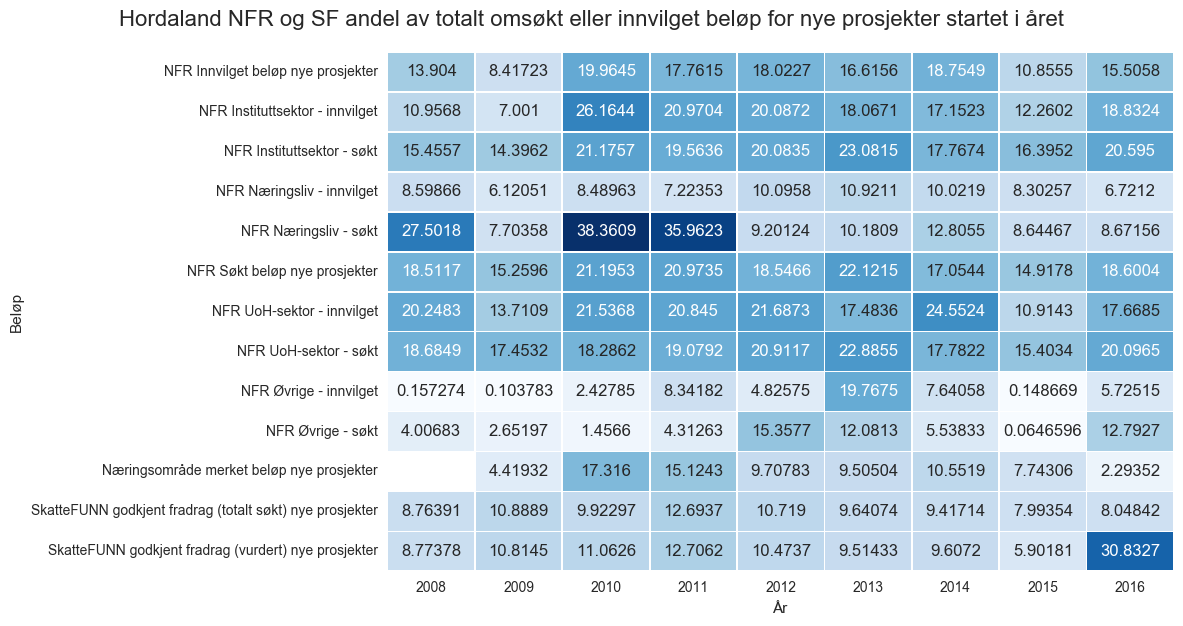 Hordaland NFR og SF andel av totalt omsøkt eller innvilget beløp for nye prosjekter startet i året
NFR Innvilget beløp nye prosjekter 13.904 8.41723 19.9645 17.7615 18.0227 16.6156 18.7549 10.8555 15.5058
NFR Instituttsektor - innvilget 10.9568 7.001 26.1644 20.9704 20.0872 18.0671 17.1523 12.2602 18.8324
NFR Instituttsektor - søkt 15.4557 14.3962 21.1757 19.5636 20.0835 23.0815 17.7674 16.3952 20.595
NFR Næringsliv - innvilget 8.59866 6.12051 8.48963 7.22353 10.0958 10.9211 10.0219 8.30257 6.7212
NFR Næringsliv - søkt 27.5018 7.70358 38.3609 35.9623 9.20124 10.1809 12.8055 8.64467 8.67156
NFR Søkt beløp nye prosjekter 18.5117 15.2596 21.1953 20.9735 18.5466 22.1215 17.0544 14.9178 18.6004
NFR UoH-sektor - innvilget 20.2483 13.7109 21.5368 20.845 21.6873 17.4836 24.5524 10.9143 17.6685
NFR UoH-sektor - søkt 18.6849 17.4532 18.2862 19.0792 20.9117 22.8855 17.7822 15.4034 20.0965
NFR Øvrige - innvilget 0.157274 0.103783 2.42785 8.34182 4.82575 19.7675 7.64058 0.148669 5.72515
NFR Øvrige - søkt 4.00683 2.65197 1.4566 4.31263 15.3577 12.0813 5.53833 0.0646596 12.7927
Næringsområde merket beløp nye prosjekter 4.41932 17.316 15.1243 9.70783 9.50504 10.5519 7.74306 2.29352
SkatteFUNN godkjent fradrag (totalt søkt) nye prosjekter 8.76391 10.8889 9.92297 12.6937 10.719 9.64074 9.41714 7.99354 8.04842
SkatteFUNN godkjent fradrag (vurdert) nye prosjekter 8.77378 10.8145 11.0626 12.7062 10.4737 9.51433 9.6072 5.90181 30.8327
2008 2009 2010 2011 2012 2013 2014 2015 2016
År
Beløp